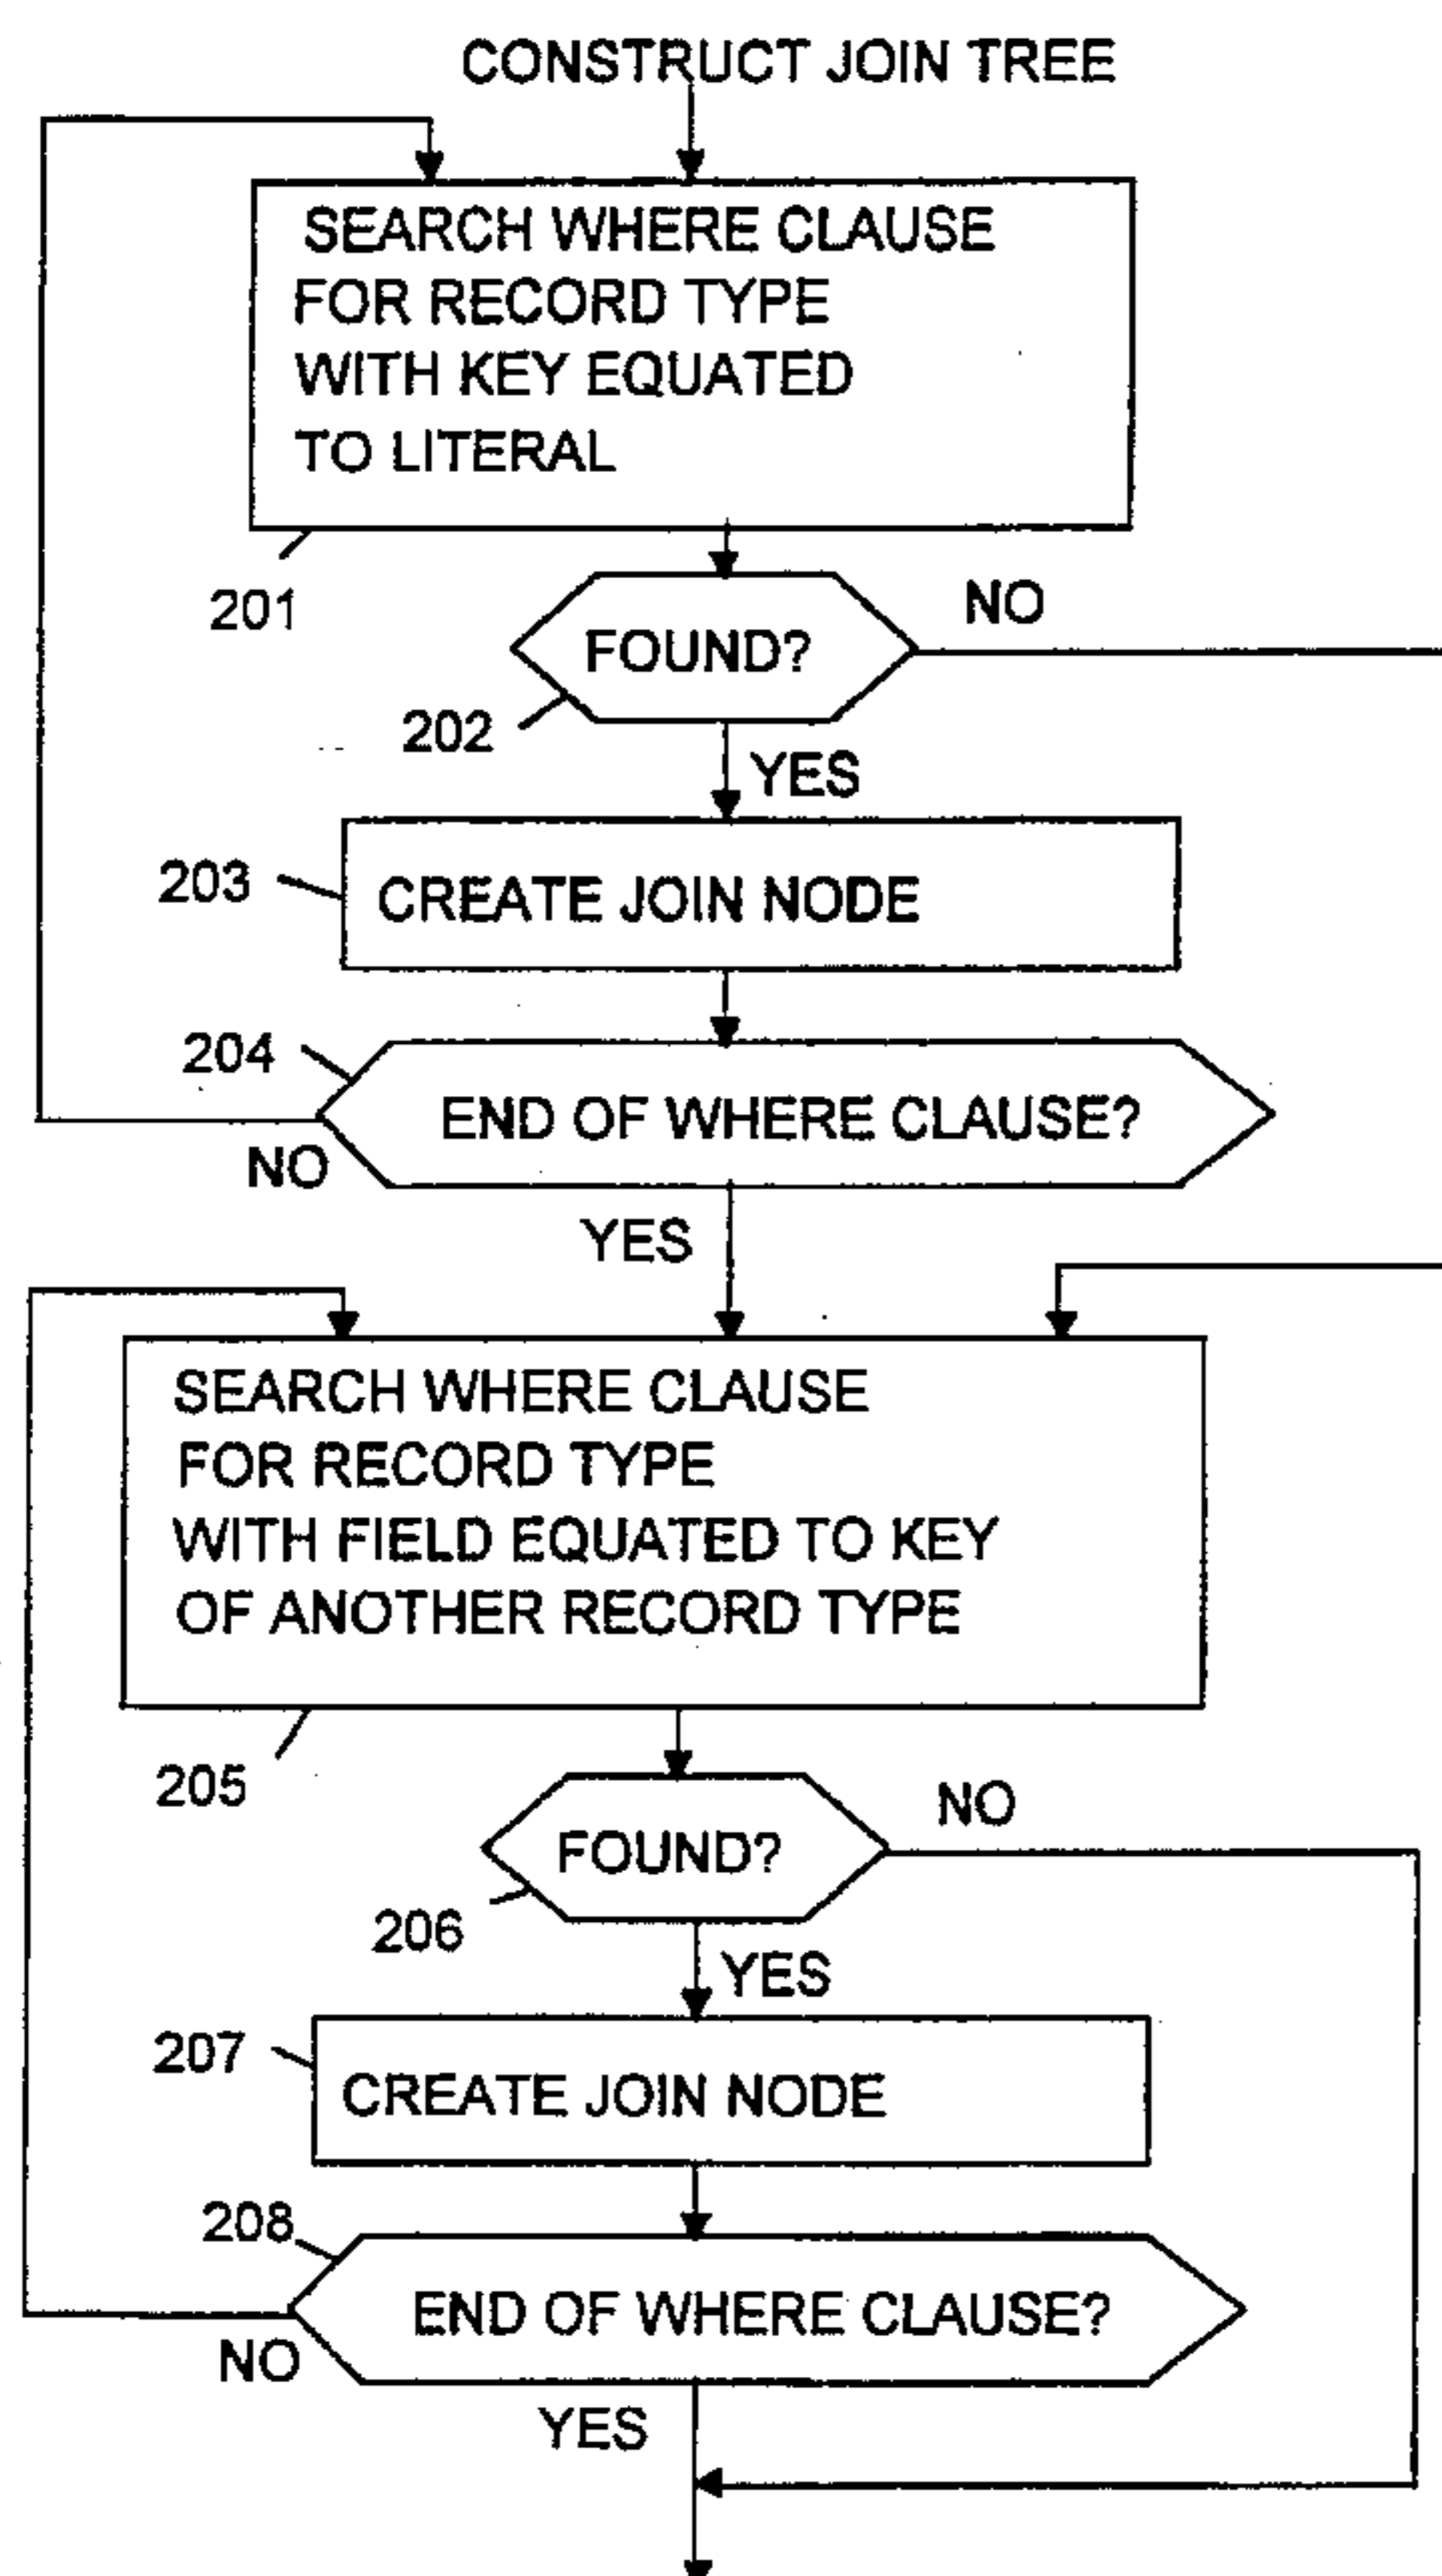 CONSTRUCT JOIN TREE
SEARCH WHERE CLAUSE
FOR RECORD TYPE
WITH KEY EQUATED
TO LITERAL
201
NO
FOUND?
202
YES
203
CREATE JOIN NODE
204
END OF WHERE CLAUSE?
NO
YES
SEARCH WHERE CLAUSE
FOR RECORD TYPE
WITH FIELD EQUATED TO KEY
OF ANOTHER RECORD TYPE
205
NO
FOUND?
206
YES
207
CREATE JOIN NODE
208
END OF WHERE CLAUSE?
NO
YES